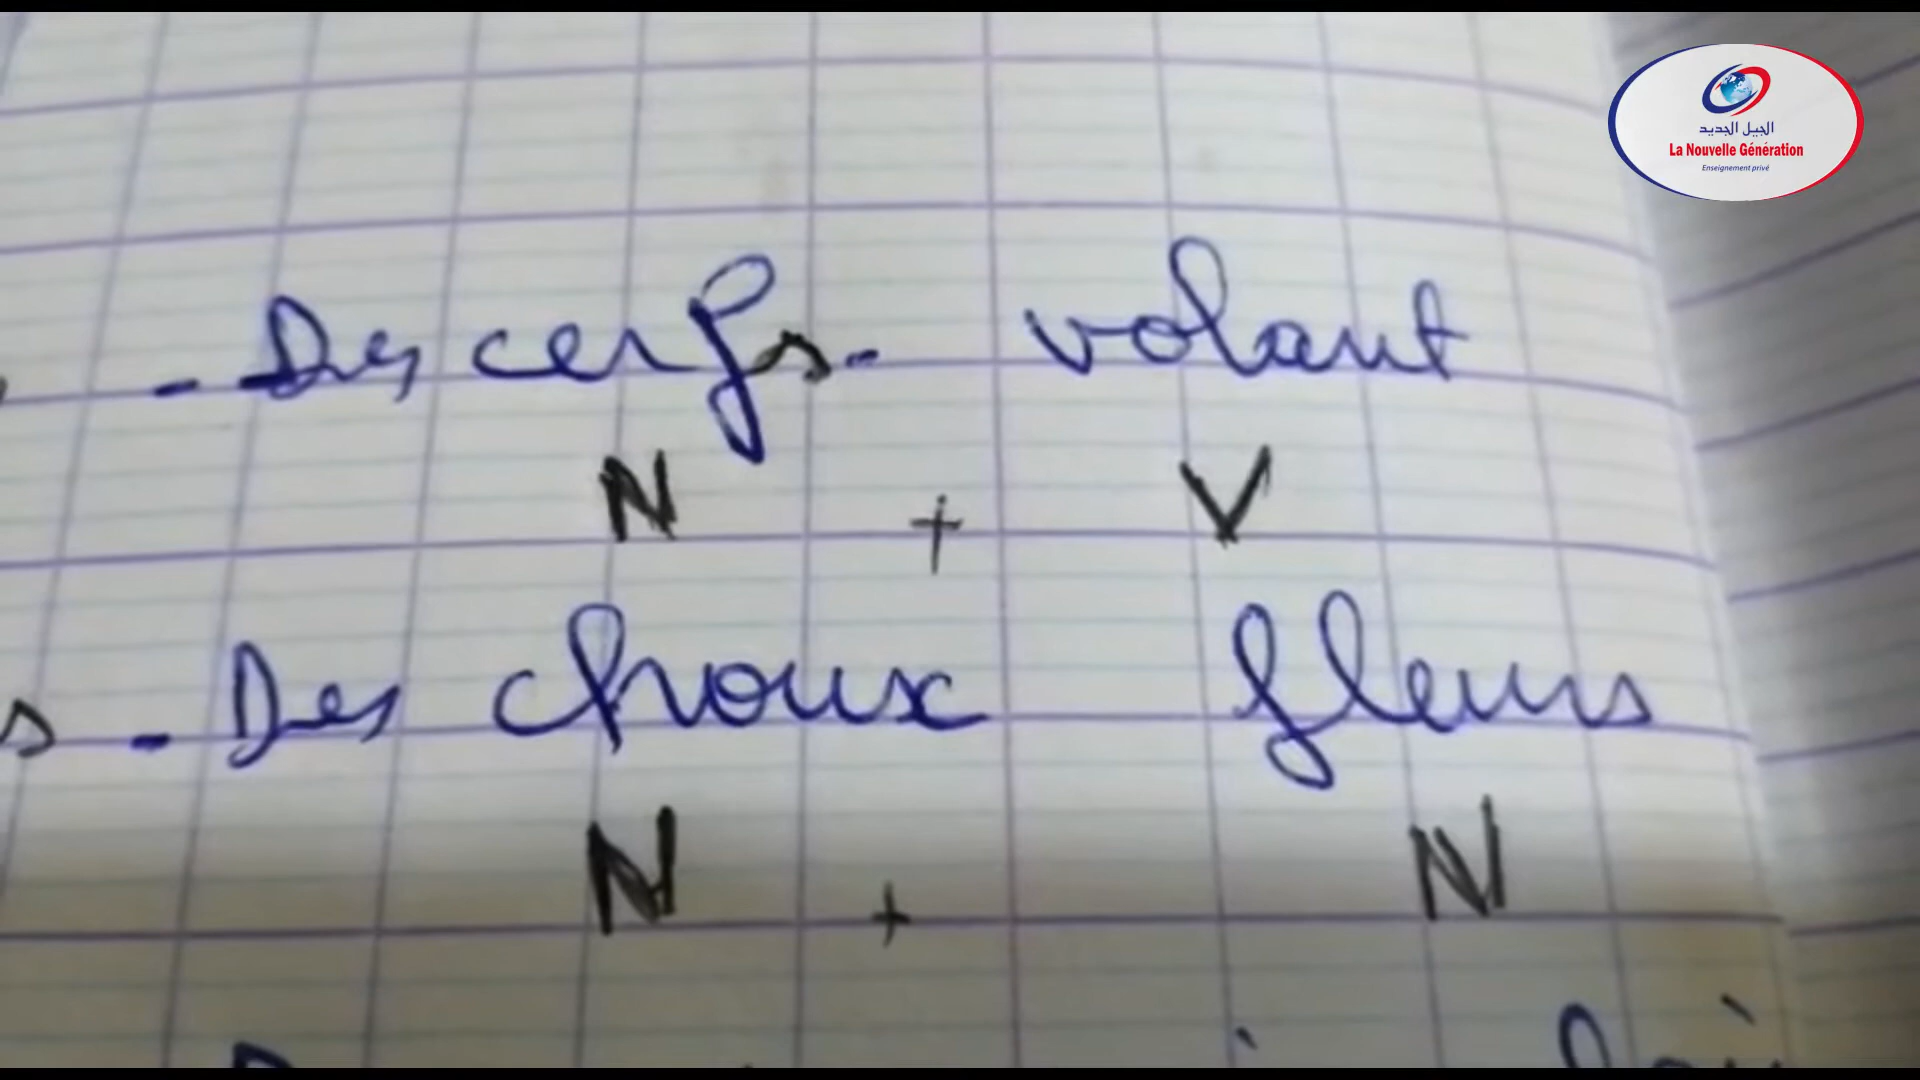 الجيل الجديد
La Nouvelle Génération
Enseignement privé
- Des cerfs- volant
N + V
s - Des choux fleurs
N + N